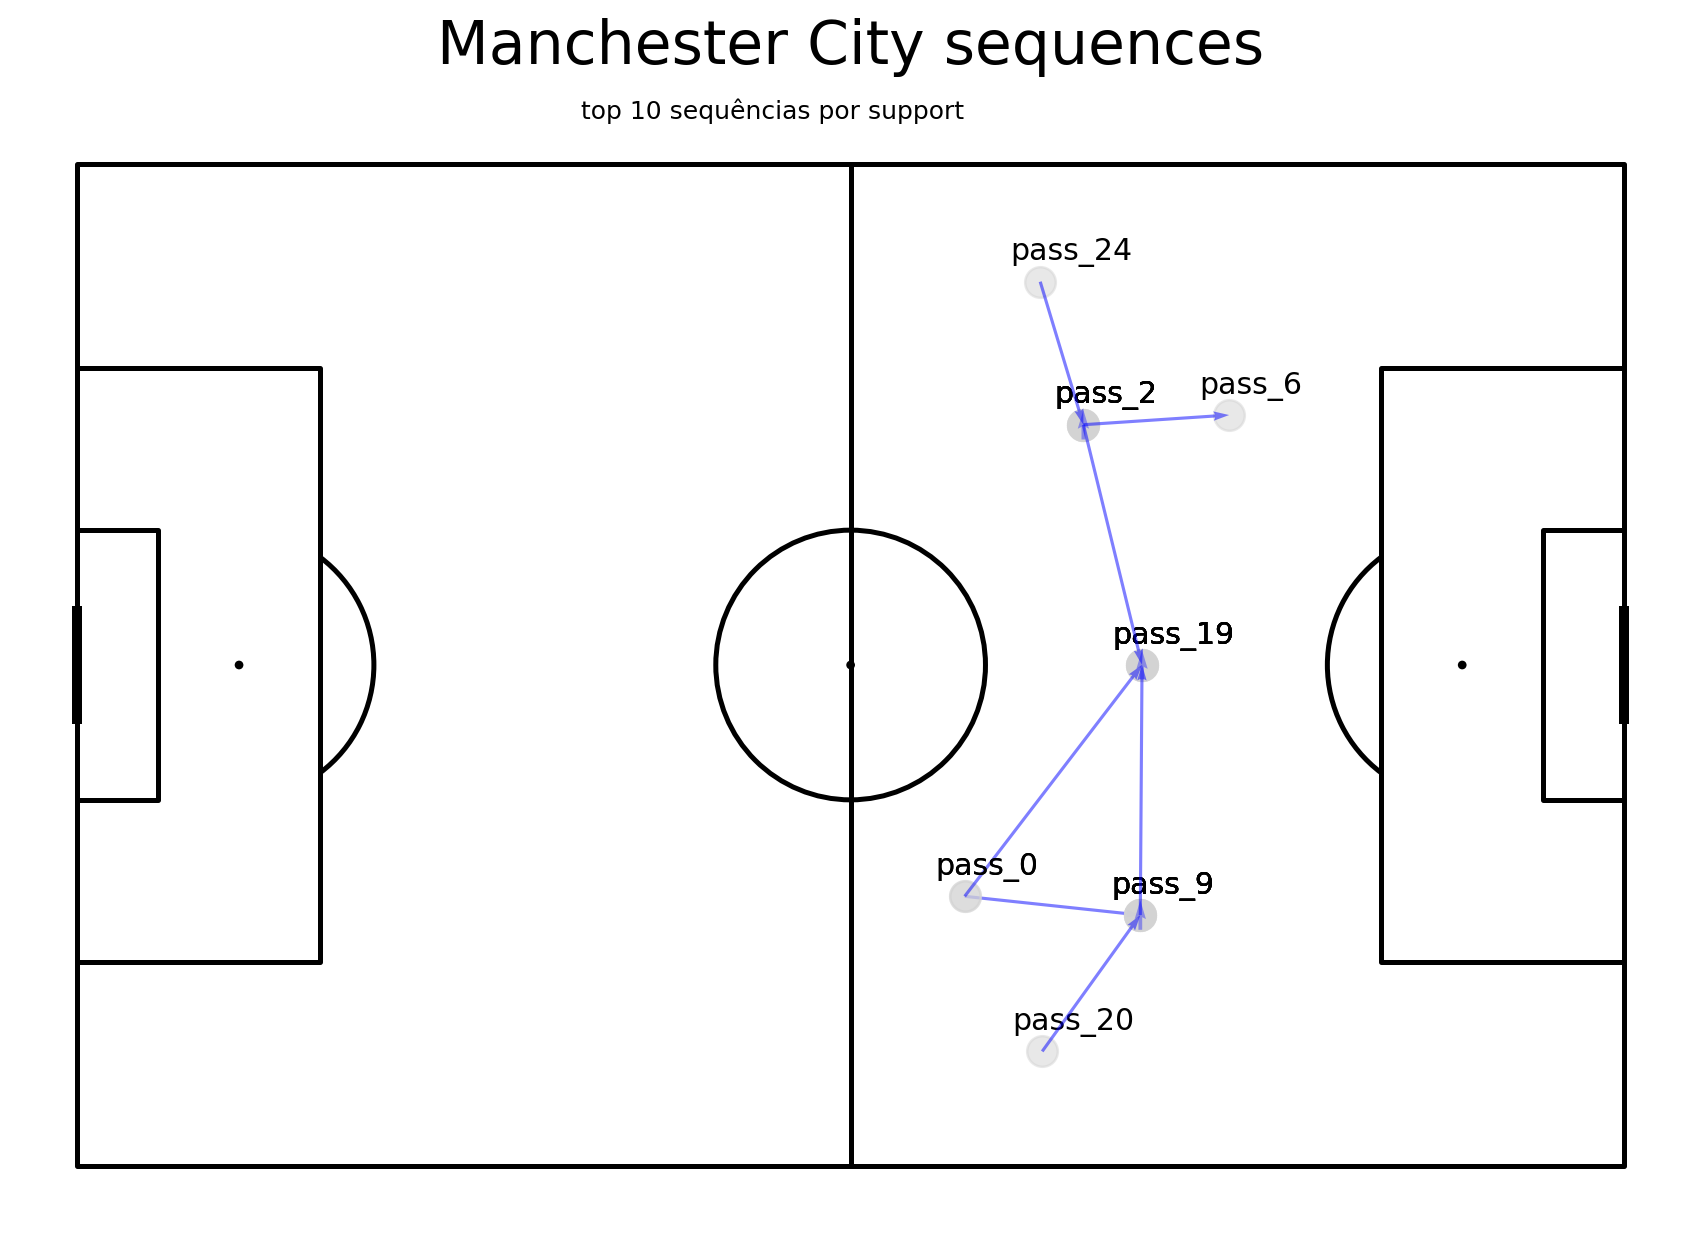 Manchester City sequences
top 10 sequências por support
pass_24
pass_6
pass_2
pass_19
pass_0
pass_9
pass_20